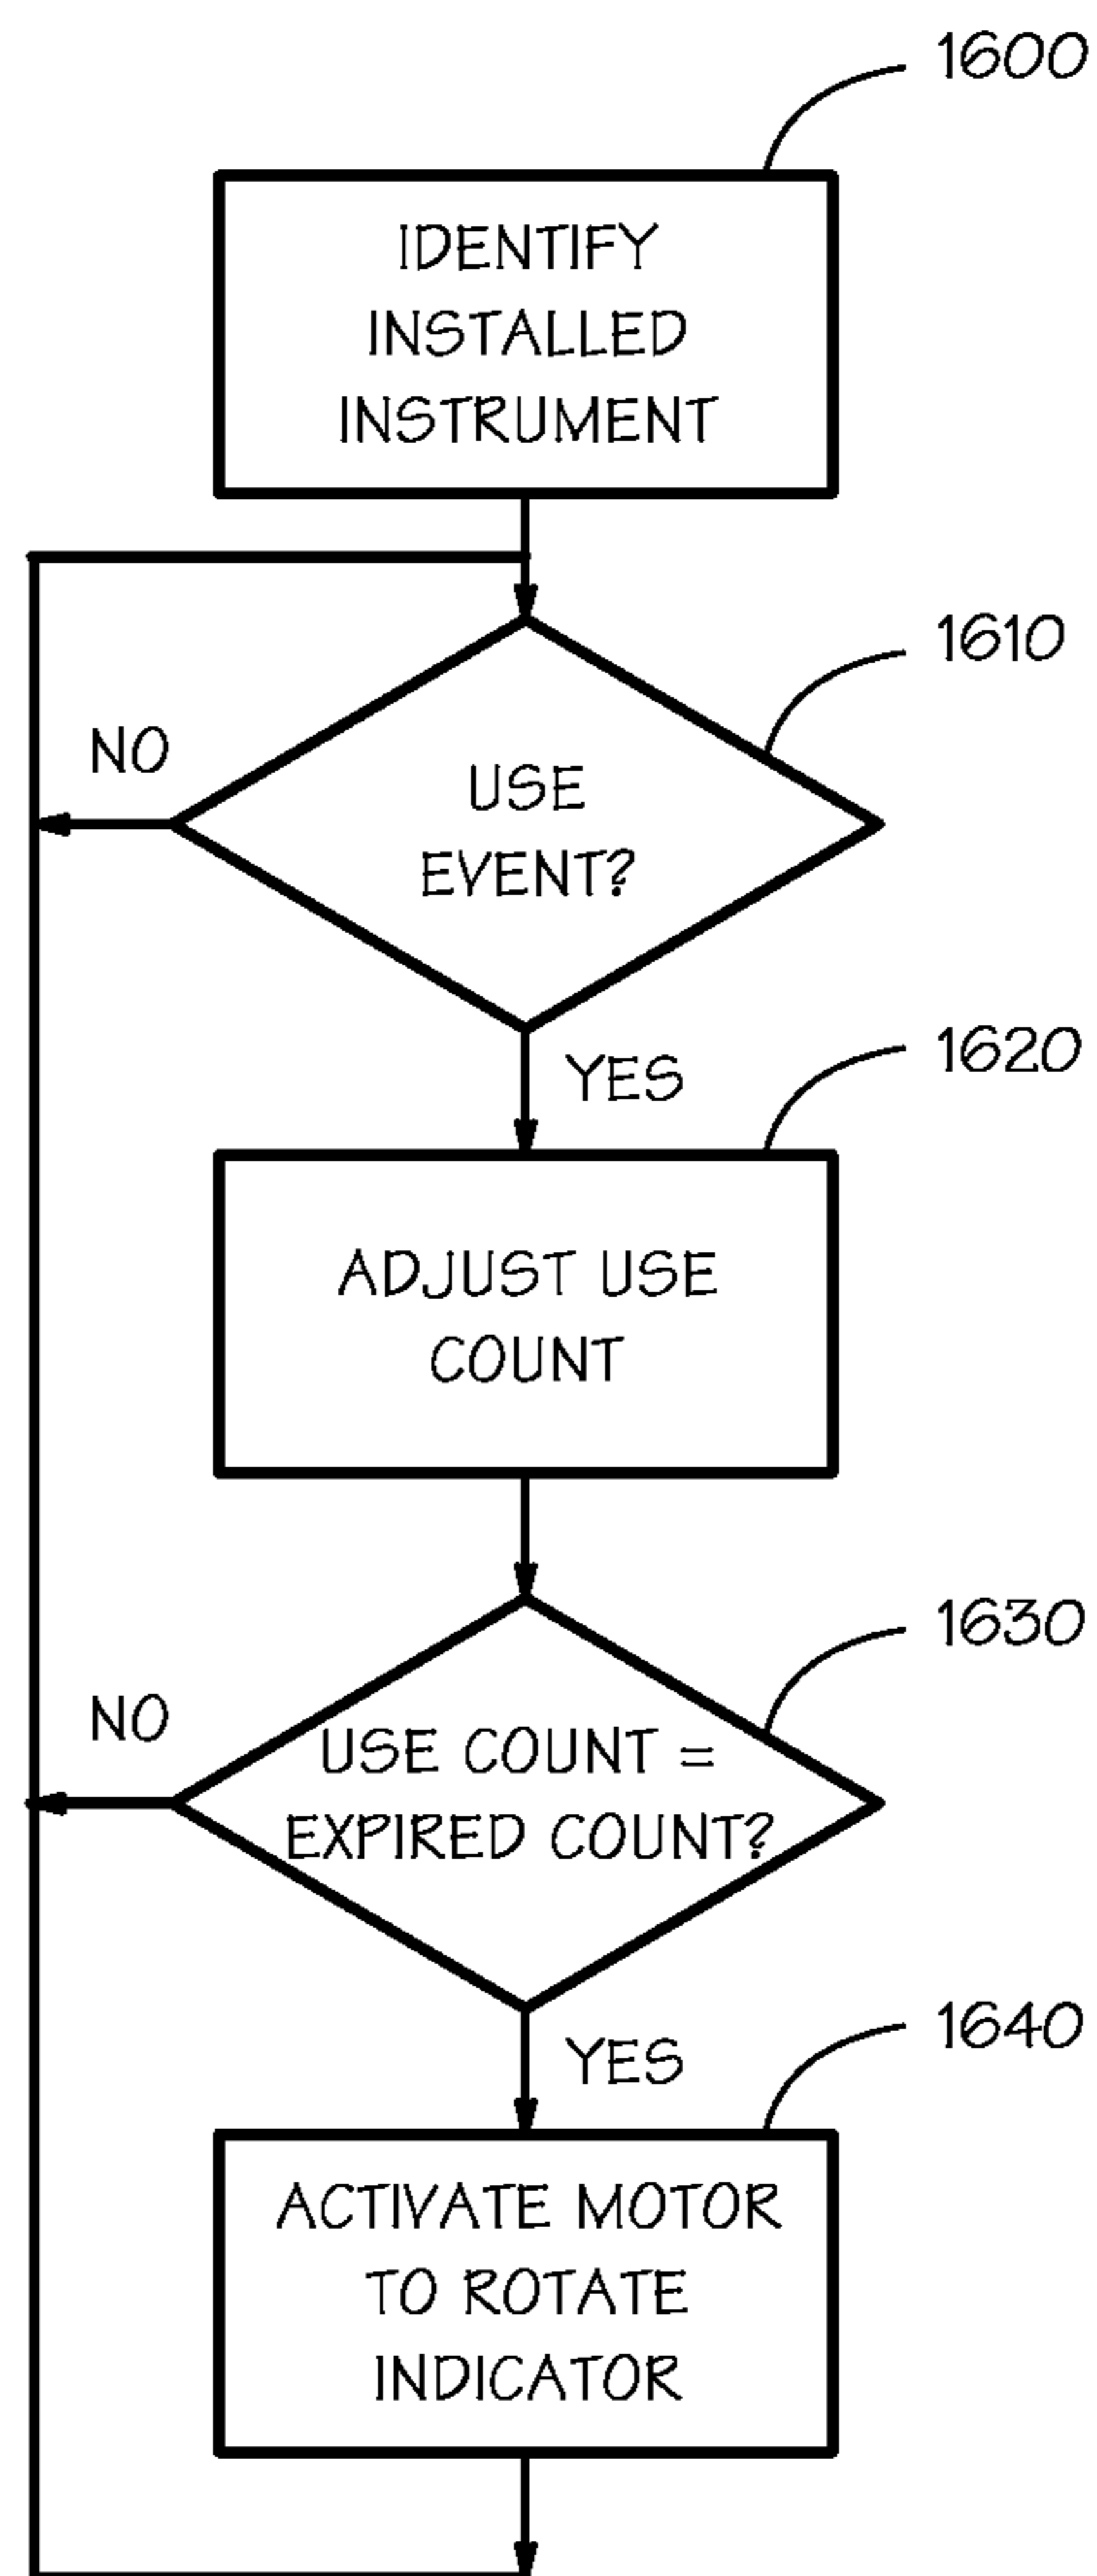 1600
IDENTIFY
INSTALLED
INSTRUMENT
1610
NO
USE
EVENT?
YES
1620
ADJUST USE
COUNT
1630
NO
USE COUNT =
EXPIRED COUNT?
YES
1640
ACTIVATE MOTOR
TO ROTATE
INDICATOR